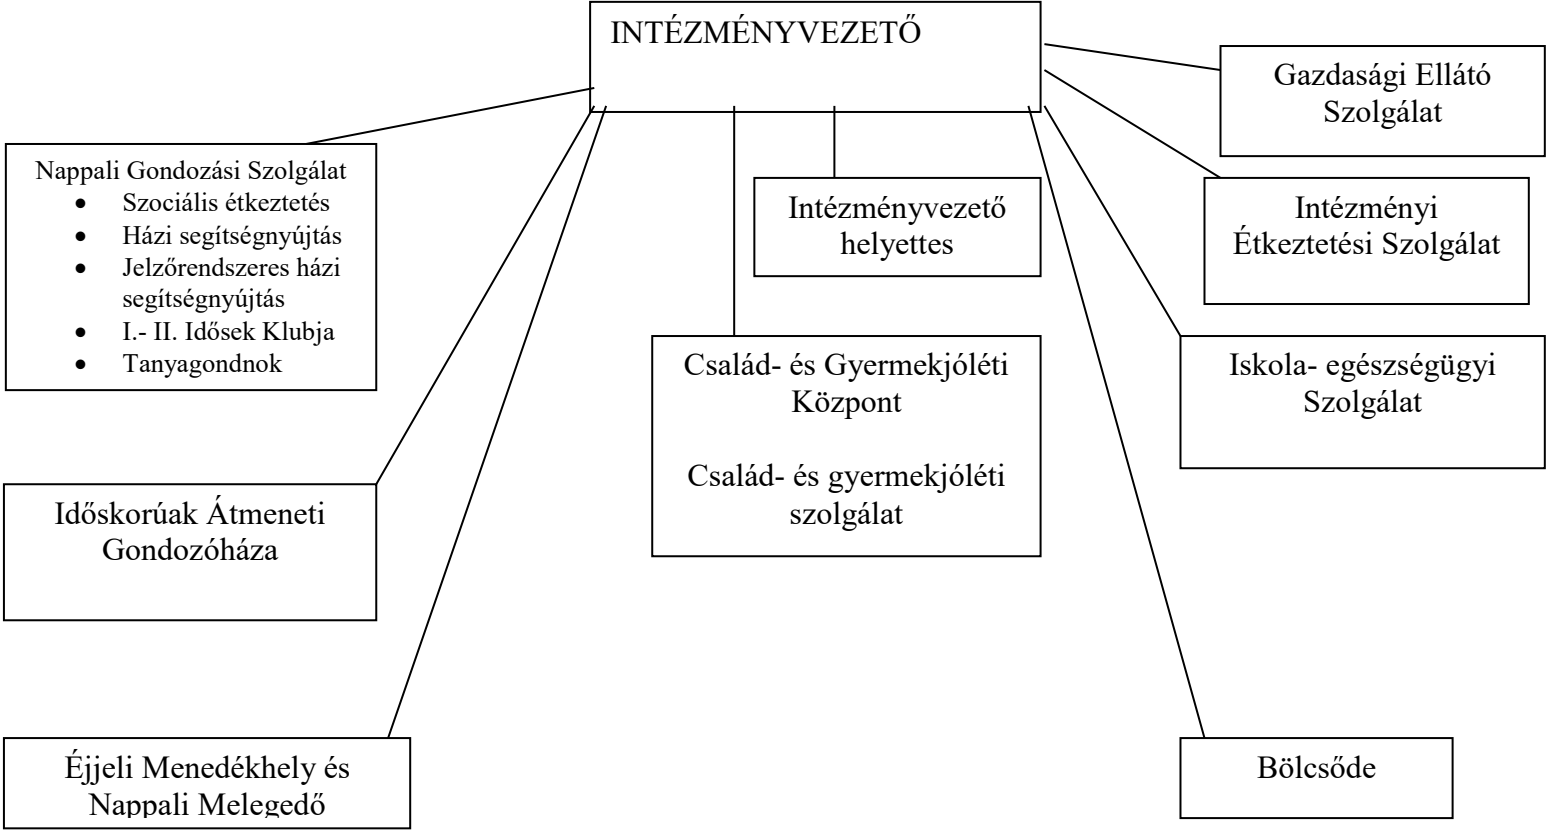 INTÉZMÉNYVEZETŐ
Gazdasági Ellátó
Szolgálat
Nappali Gondozási Szolgálat
• Szociális étkeztetés
• Házi segítségnyújtás
• Jelzőrendszeres házi
segítségnyújtás
• I.- II. Idősek Klubja
• Tanyagondnok
Intézményvezető
helyettes
Intézményi
Étkeztetési Szolgálat
Család- és Gyermekjóléti
Központ
Család- és gyermekjóléti
szolgálat
Iskola- egészségügyi
Szolgálat
Időskorúak Átmeneti
Gondozóháza
Éjjeli Menedékhely és
Nappali Melegedő
Bölcsőde